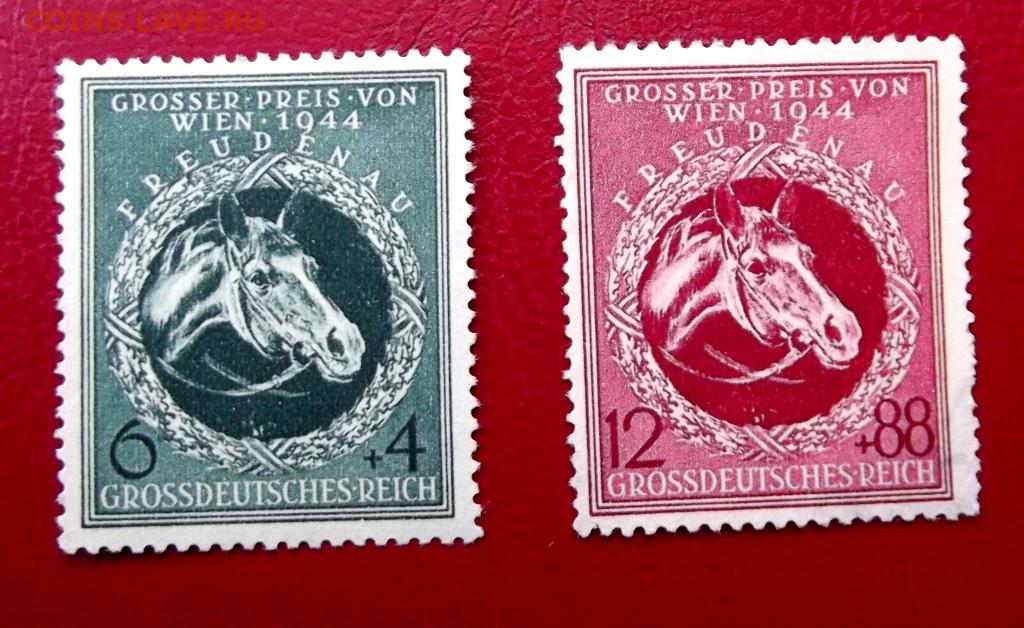 COINS.LAVE.RU
GROSSER·PREIS·VON
WIEN·1944
FREUDENAU
6 +4
GROSSDEUTSCHES·REICH
GROSSER·PREIS·VON
WIEN·1944
FREUDENAU
12 +88
GROSSDEUTSCHES·REICH